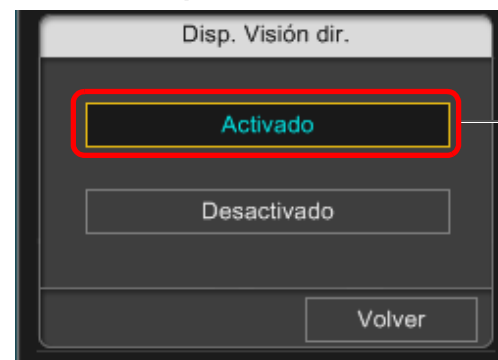 Disp. Visión dir.
Activado
Desactivado
Volver